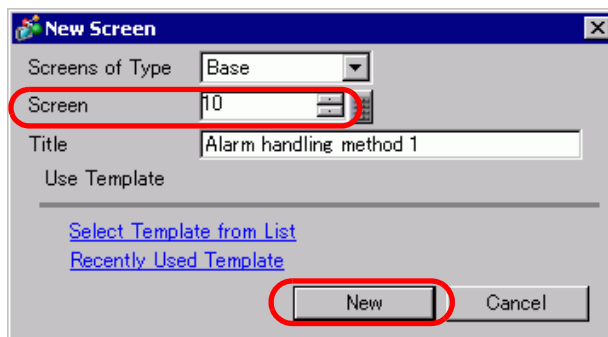 New Screen
Screens of Type Base
Screen 10
Title Alarm handling method 1
Use Template
Select Template from List
Recently Used Template
New Cancel